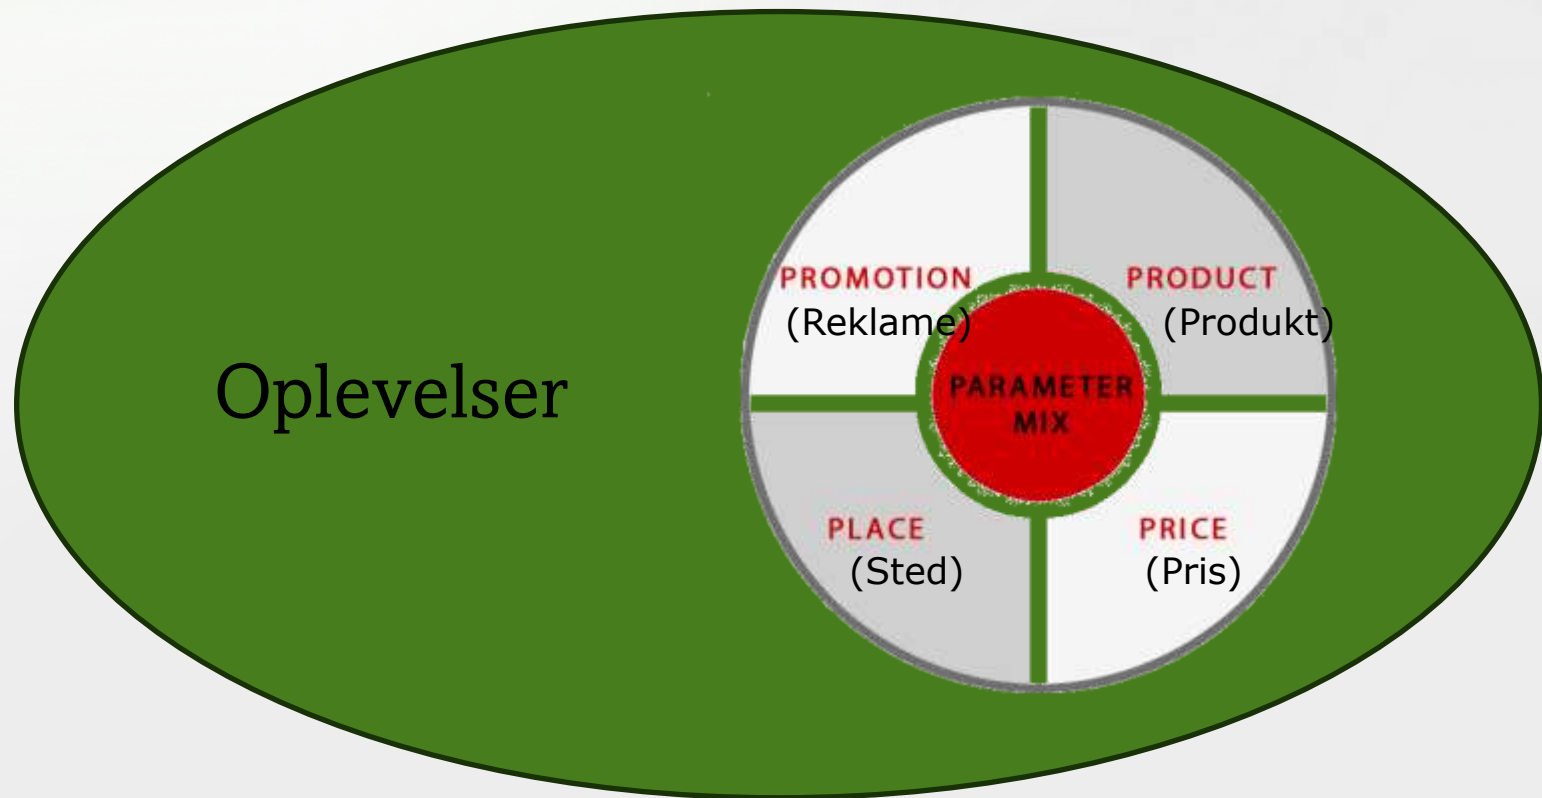 Oplevelser
PROMOTION
(Reklame)
PRODUCT
(Produkt)
PARAMETER
MIX
PLACE
(Sted)
PRICE
(Pris)